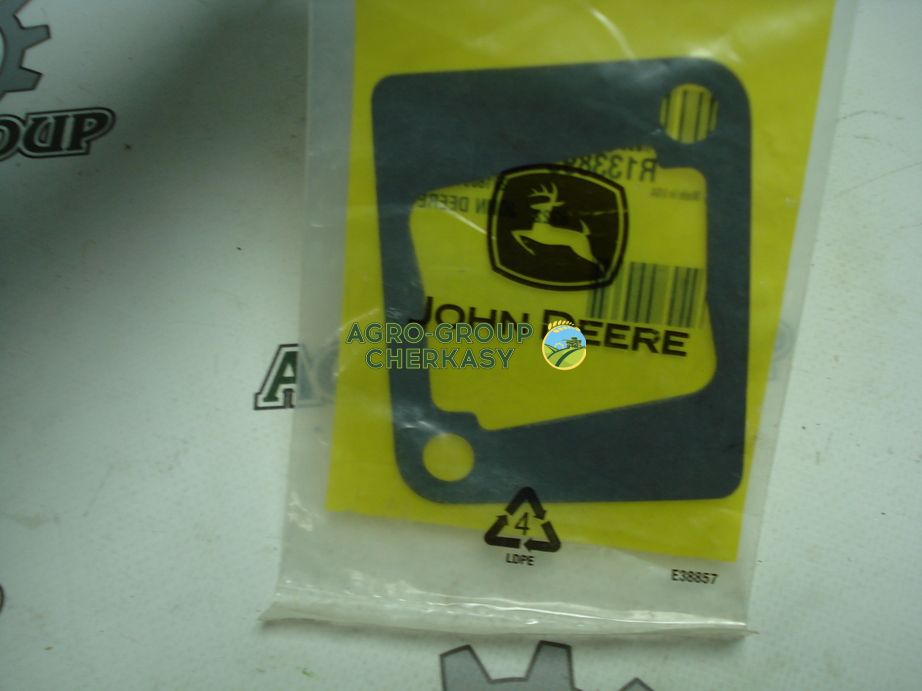 OUP
JOHN DEERE
AGRO-GROUP
CHERKASY
A
4
LDPE
E38857